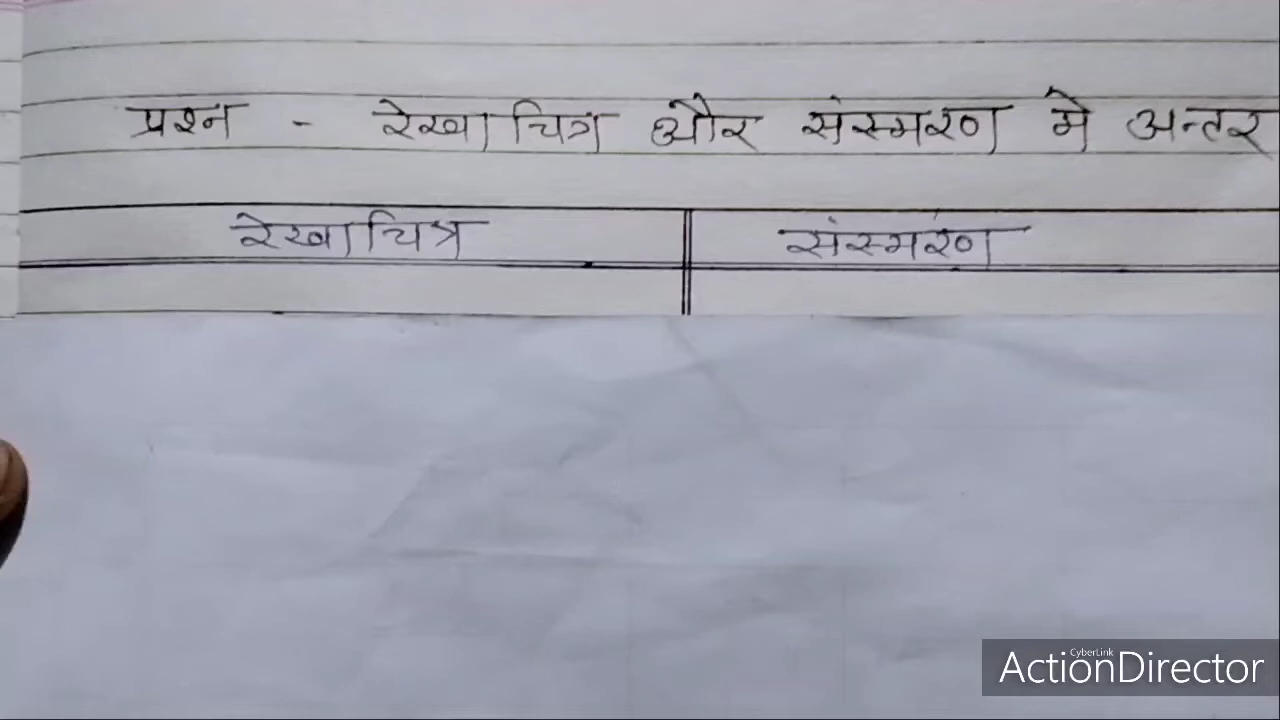 प्रश्न - रेखाचित्र और संस्मरण मे अन्तर
रेखाचित्र संस्मरण
CyberLink
ActionDirector